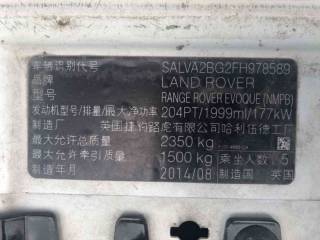 车辆识别代号 SALVA2BG2FH978589
品牌 LAND ROVER
型号 RANGE ROVER EVOQUE (NMPB)
发动机型号/排量/最大净功率 204PT/1999ml/177kW
制造厂 英国捷豹路虎有限公司哈利伍德工厂
最大允许总质量 2350 kg
最大允许牵引质量 1500 kg 乘坐人数 5
制造年月 2014/08 制造国 英国